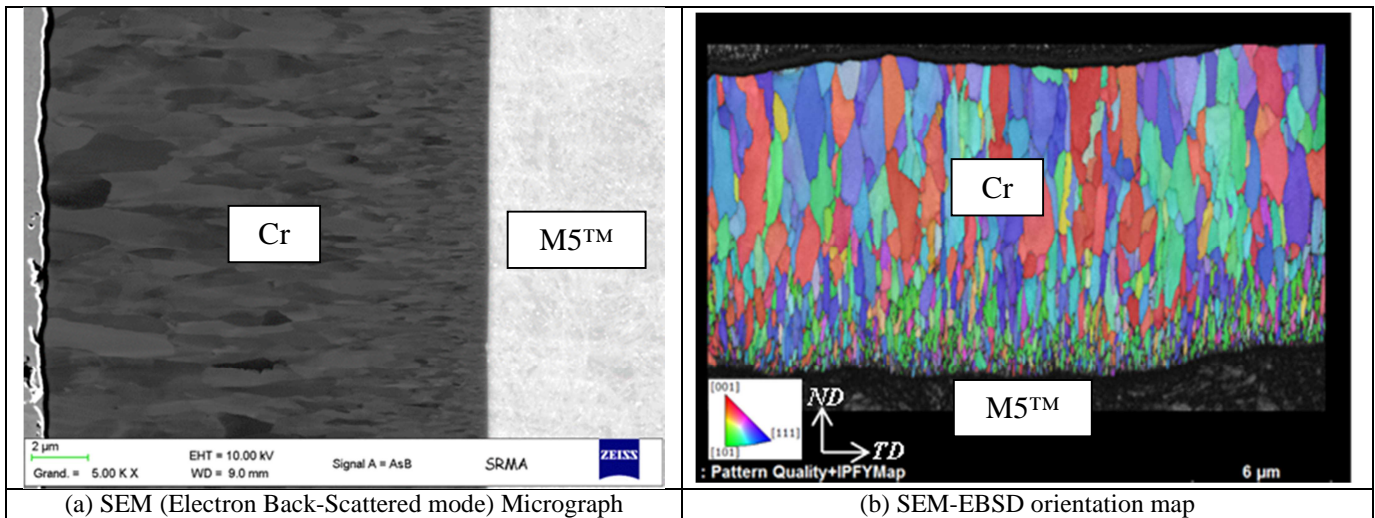 Cr
M5™
2 µm
Grand. = 5.00 K X
EHT = 10.00 kV
WD = 9.0 mm
Signal A = AsB
SRMA
ZEISS
(a) SEM (Electron Back-Scattered mode) Micrograph
Cr
M5™
[001]
[111]
[101]
ND
TD
: Pattern Quality+IPFYMap
6 µm
(b) SEM-EBSD orientation map